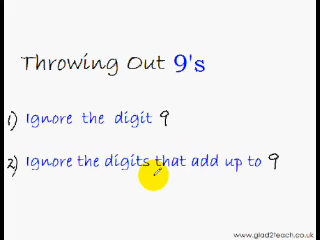 Throwing Out 9's
1) Ignore the digit 9
2) Ignore the digits that add up to 9
www.glad2teach.co.uk